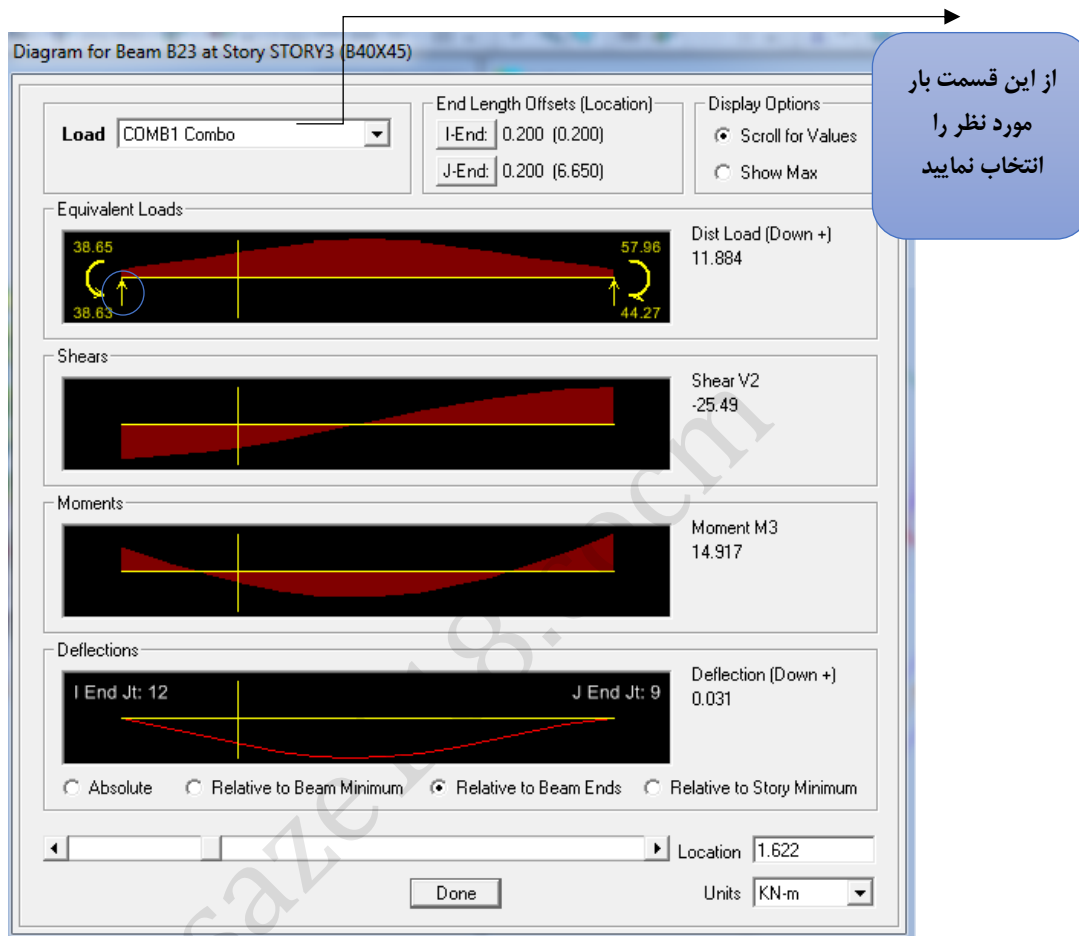 Diagram for Beam B23 at Story STORY3 (B40X45)
از این قسمت بار
مورد نظر را
انتخاب نمایید
Load COMB1 Combo
End Length Offsets (Location)
I-End: 0.200 (0.200)
J-End: 0.200 (6.650)
Display Options
Scroll for Values
Show Max
Equivalent Loads
38.65 57.96
38.63 44.27
Dist Load (Down +)
11.884
Shears
Shear V2
-25.49
Moments
Moment M3
14.917
Deflections
I End Jt: 12 J End Jt: 9
Deflection (Down +)
0.031
Absolute Relative to Beam Minimum Relative to Beam Ends Relative to Story Minimum
Location 1.622
Done Units KN-m